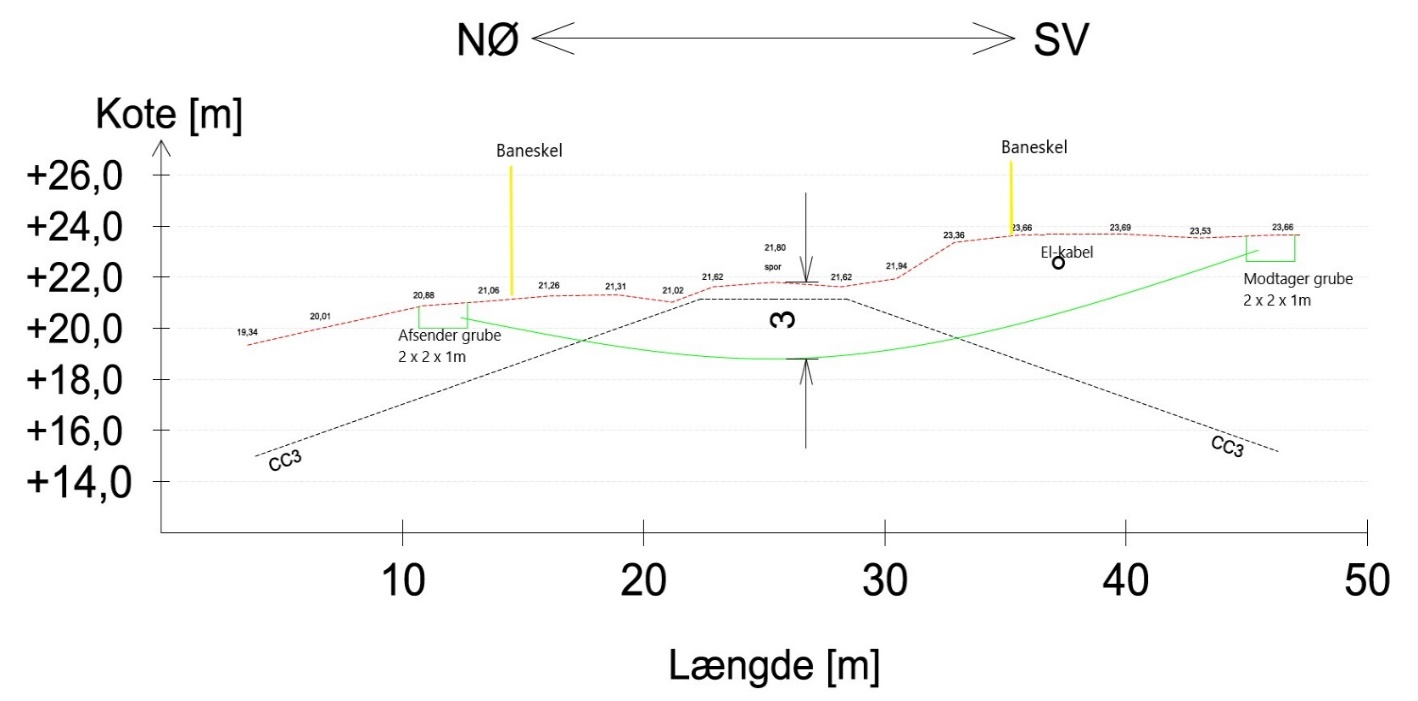 NØ SV
Kote [m]
Baneskel
Baneskel
+26,0
+24,0
+22,0
+20,0
+18,0
+16,0
+14,0
19,34
20,01
20,88
21,06
21,26
21,31
21,02
21,62
21,80
spor
21,62
21,94
23,36
23,66
23,69
23,53
23,66
El-kabel
Afsender grube
2 x 2 x 1m
3
Modtager grube
2 x 2 x 1m
CC3
CC3
10 20 30 40 50
Længde [m]